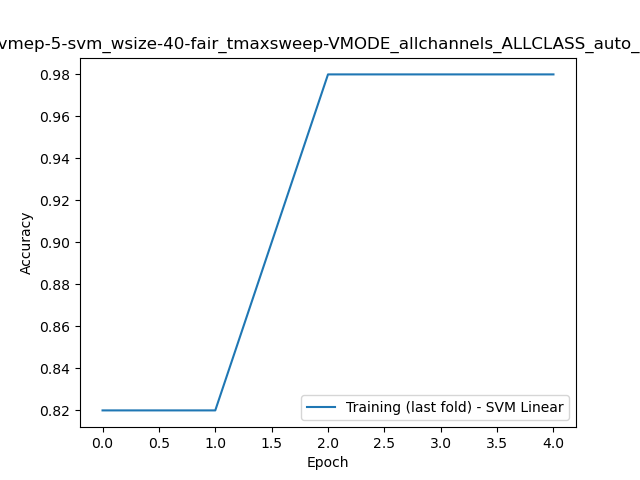 vmep-5-svm_wsize-40-fair_tmaxsweep-VMODE_allchannels_ALLCLASS_auto_
0.98
0.96
0.94
0.92
0.90
0.88
0.86
0.84
0.82
Accuracy
Training (last fold) - SVM Linear
0.0 0.5 1.0 1.5 2.0 2.5 3.0 3.5 4.0
Epoch